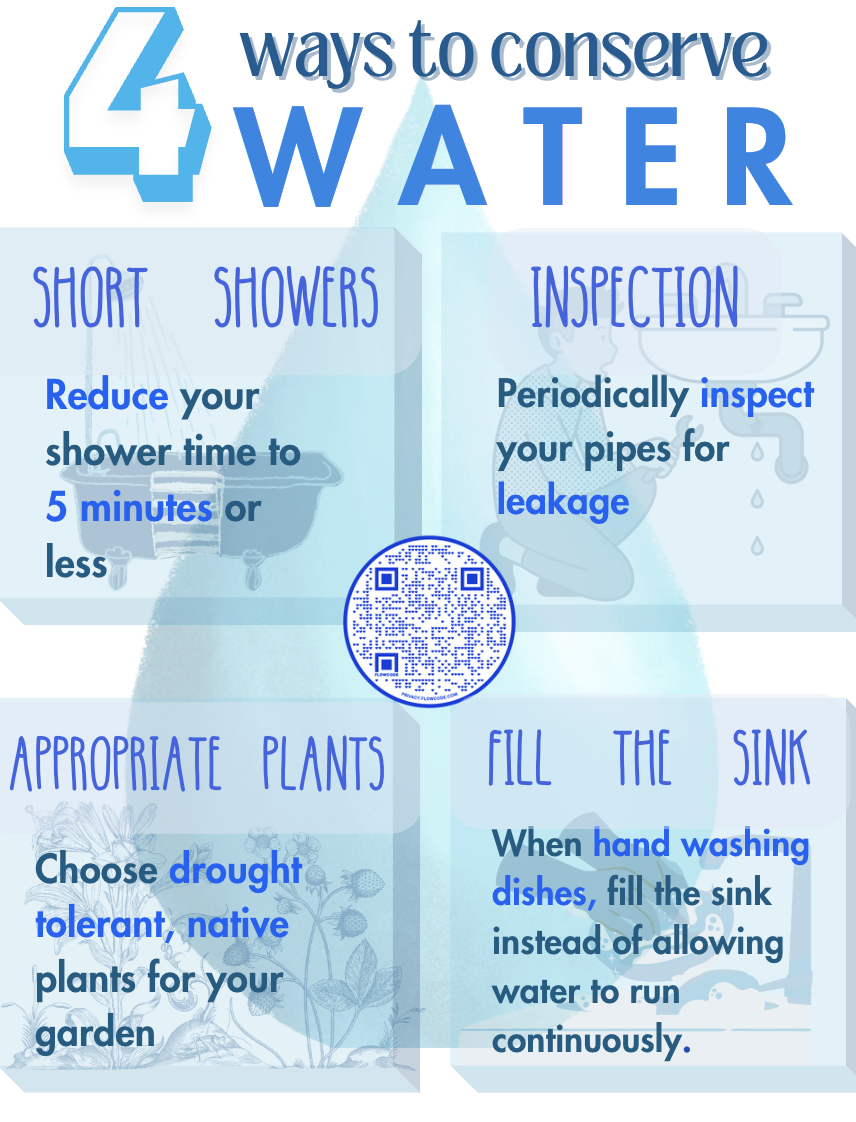 4 ways to conserve
WATER
SHORT SHOWERS
Reduce your
shower time to
5 minutes or
less
INSPECTION
Periodically inspect
your pipes for
leakage
FLOWCODE
PRIVACY.FLOWCODE.COM
APPROPRIATE PLANTS
Choose drought
tolerant, native
plants for your
garden
FILL THE SINK
When hand washing
dishes, fill the sink
instead of allowing
water to run
continuously.